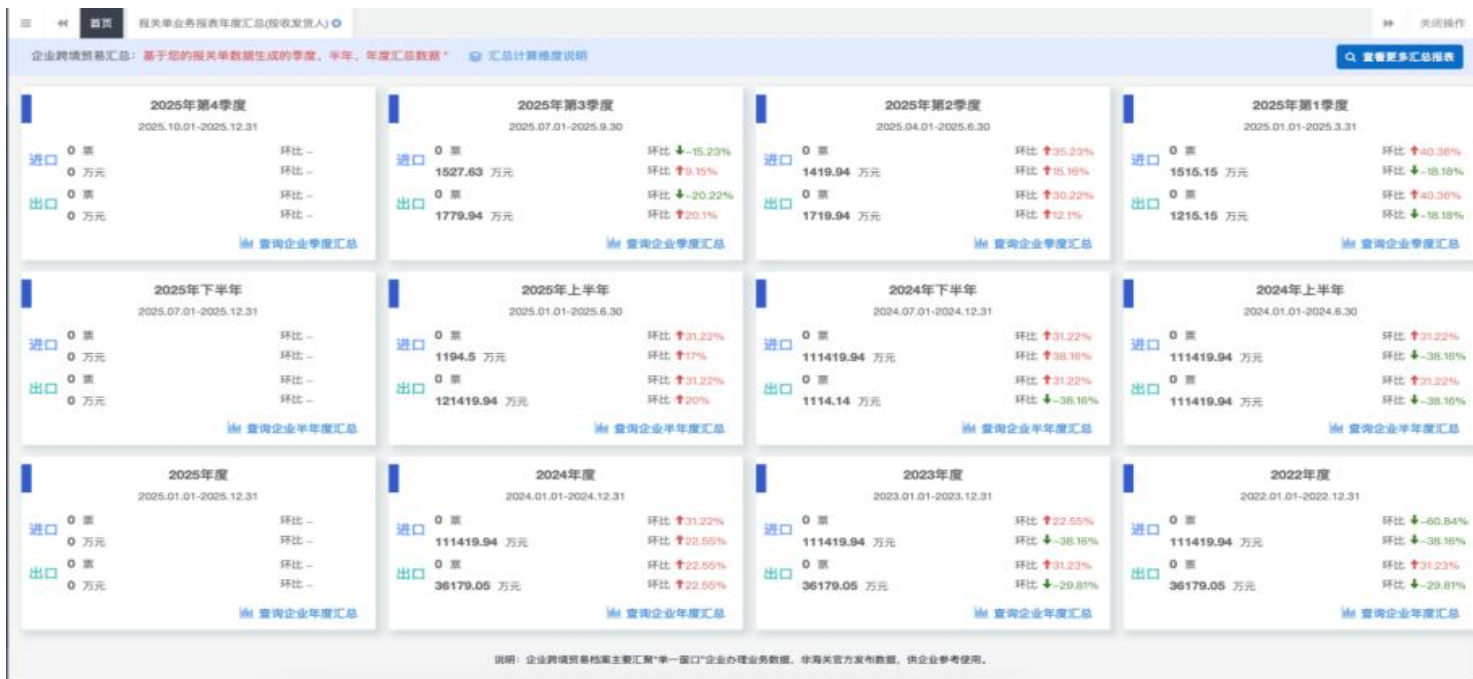 首页 报关单业务报表年度汇总(按收发货人) 关闭操作
企业跨境贸易汇总：基于您的报关单数据生成的季度、半年、年度汇总数据* 汇总计算维度说明 查看更多汇总报表
2025年第4季度
2025.10.01-2025.12.31
进口
0 票 环比 –
0 万元 环比 –
出口
0 票 环比 –
0 万元 环比 –
查询企业季度汇总
2025年第3季度
2025.07.01-2025.9.30
进口
0 票 环比 -15.23%
1527.63 万元 环比 9.15%
出口
0 票 环比 -20.22%
1779.94 万元 环比 20.1%
查询企业季度汇总
2025年第2季度
2025.04.01-2025.6.30
进口
0 票 环比 35.23%
1419.94 万元 环比 15.16%
出口
0 票 环比 30.22%
1719.94 万元 环比 12.1%
查询企业季度汇总
2025年第1季度
2025.01.01-2025.3.31
进口
0 票 环比 40.36%
1515.15 万元 环比 -18.18%
出口
0 票 环比 40.36%
1215.15 万元 环比 -18.18%
查询企业季度汇总
2025年下半年
2025.07.01-2025.12.31
进口
0 票 环比 –
0 万元 环比 –
出口
0 票 环比 –
0 万元 环比 –
查询企业半年度汇总
2025年上半年
2025.01.01-2025.6.30
进口
0 票 环比 31.22%
1194.5 万元 环比 17%
出口
0 票 环比 31.22%
121419.94 万元 环比 20%
查询企业半年度汇总
2024年下半年
2024.07.01-2024.12.31
进口
0 票 环比 31.22%
111419.94 万元 环比 38.16%
出口
0 票 环比 31.22%
1114.14 万元 环比 -38.16%
查询企业半年度汇总
2024年上半年
2024.01.01-2024.6.30
进口
0 票 环比 31.22%
111419.94 万元 环比 -38.16%
出口
0 票 环比 31.22%
111419.94 万元 环比 -38.16%
查询企业半年度汇总
2025年度
2025.01.01-2025.12.31
进口
0 票 环比 –
0 万元 环比 –
出口
0 票 环比 –
0 万元 环比 –
查询企业年度汇总
2024年度
2024.01.01-2024.12.31
进口
0 票 环比 31.22%
111419.94 万元 环比 22.55%
出口
0 票 环比 22.55%
36179.05 万元 环比 22.55%
查询企业年度汇总
2023年度
2023.01.01-2023.12.31
进口
0 票 环比 22.55%
111419.94 万元 环比 -38.16%
出口
0 票 环比 31.23%
36179.05 万元 环比 -29.81%
查询企业年度汇总
2022年度
2022.01.01-2022.12.31
进口
0 票 环比 -60.84%
111419.94 万元 环比 -38.16%
出口
0 票 环比 31.23%
36179.05 万元 环比 -29.81%
查询企业年度汇总
说明：企业跨境贸易档案主要汇聚“单一窗口”企业办理业务数据，非海关官方发布数据，供企业参考使用。